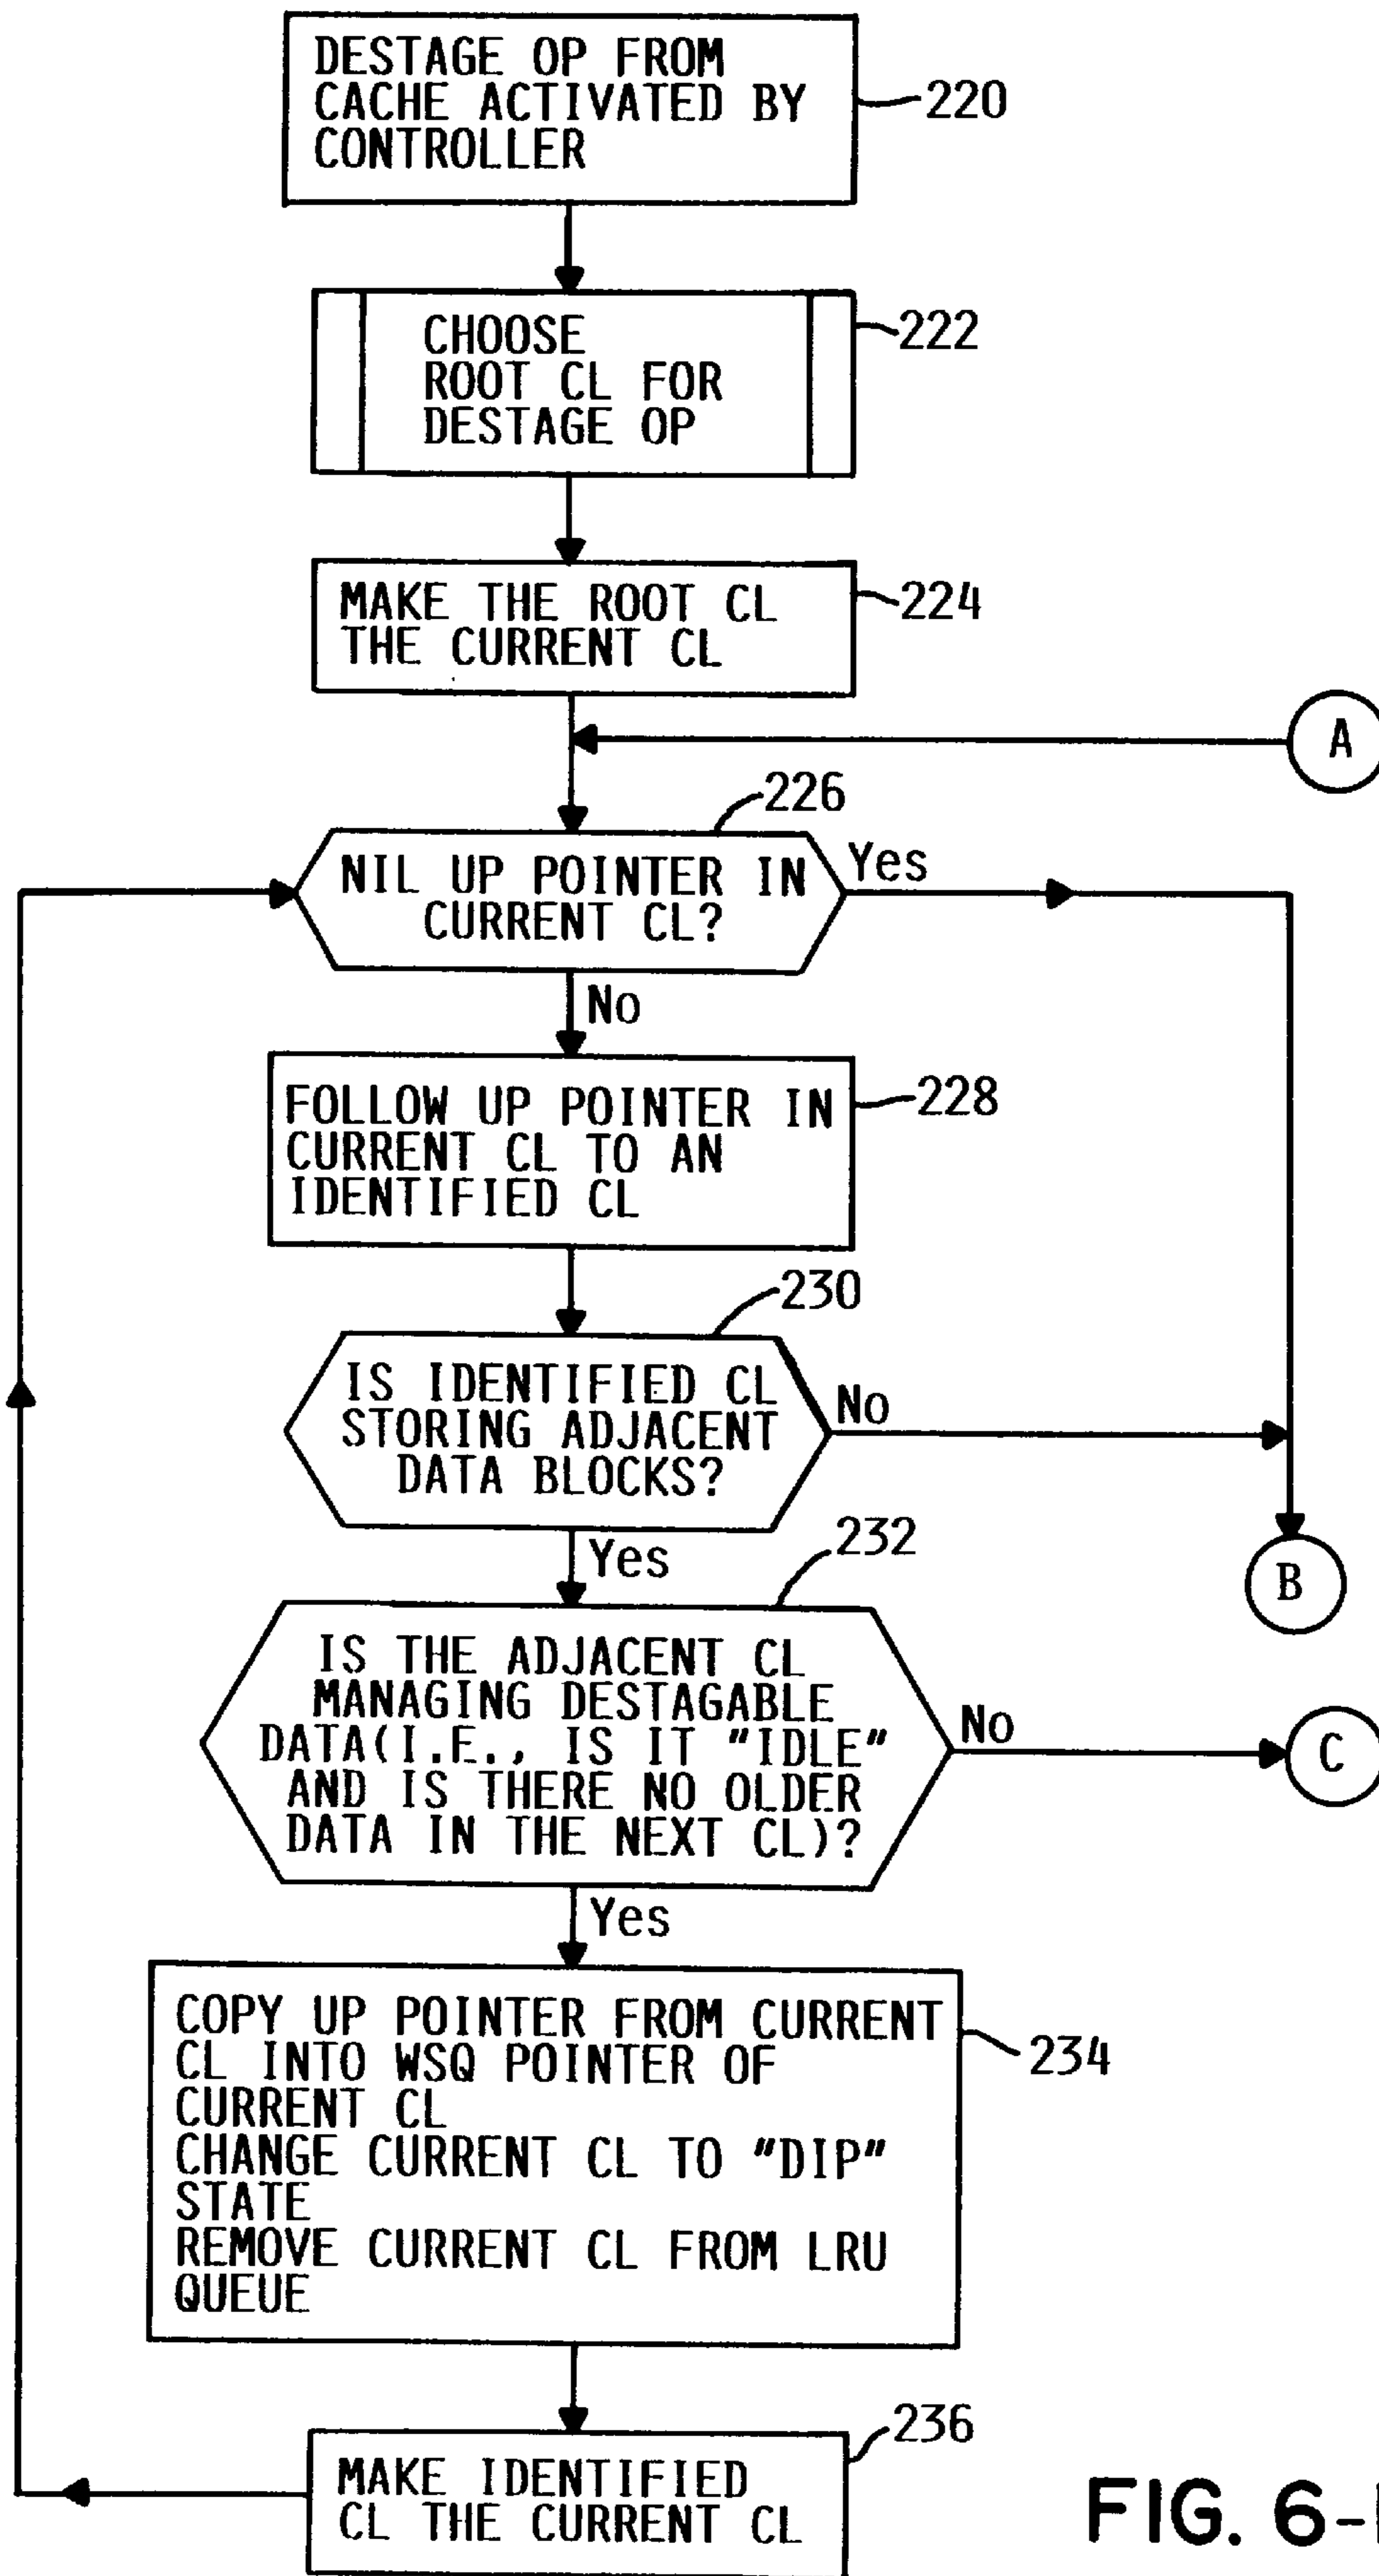 DESTAGE OP FROM
CACHE ACTIVATED BY
CONTROLLER
220
CHOOSE
ROOT CL FOR
DESTAGE OP
222
MAKE THE ROOT CL
THE CURRENT CL
224
A
226
NIL UP POINTER IN
CURRENT CL?
Yes
No
FOLLOW UP POINTER IN
CURRENT CL TO AN
IDENTIFIED CL
228
230
IS IDENTIFIED CL
STORING ADJACENT
DATA BLOCKS?
No
Yes
B
232
IS THE ADJACENT CL
MANAGING DESTAGABLE
DATA(I.E., IS IT "IDLE"
AND IS THERE NO OLDER
DATA IN THE NEXT CL)?
No
C
Yes
COPY UP POINTER FROM CURRENT
CL INTO WSQ POINTER OF
CURRENT CL
CHANGE CURRENT CL TO "DIP"
STATE
REMOVE CURRENT CL FROM LRU
QUEUE
234
236
MAKE IDENTIFIED
CL THE CURRENT CL
FIG. 6-